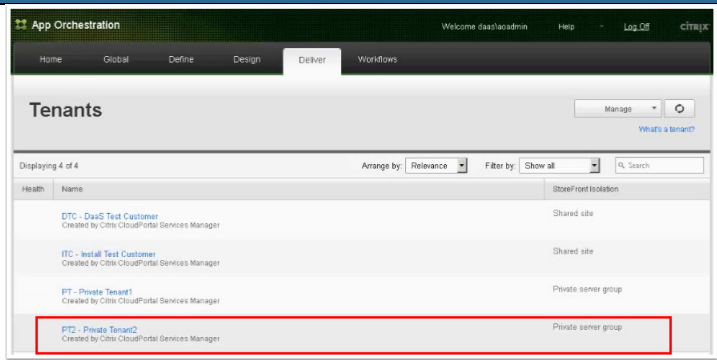 App Orchestration
Welcome daas\aoadmin Help Log Off CITRIX
Home Global Define Design Deliver Workflows
Tenants
Manage
What's a tenant?
Displaying 4 of 4 Arrange by: Relevance Filter by: Show all Search
Health Name StoreFront Isolation
DTC - DaaS Test Customer Shared site
Created by Citrix CloudPortal Services Manager
ITC - Install Test Customer Shared site
Created by Citrix CloudPortal Services Manager
PT - Private Tenant1 Private server group
Created by Citrix CloudPortal Services Manager
PT2 - Private Tenant2 Private server group
Created by Citrix CloudPortal Services Manager